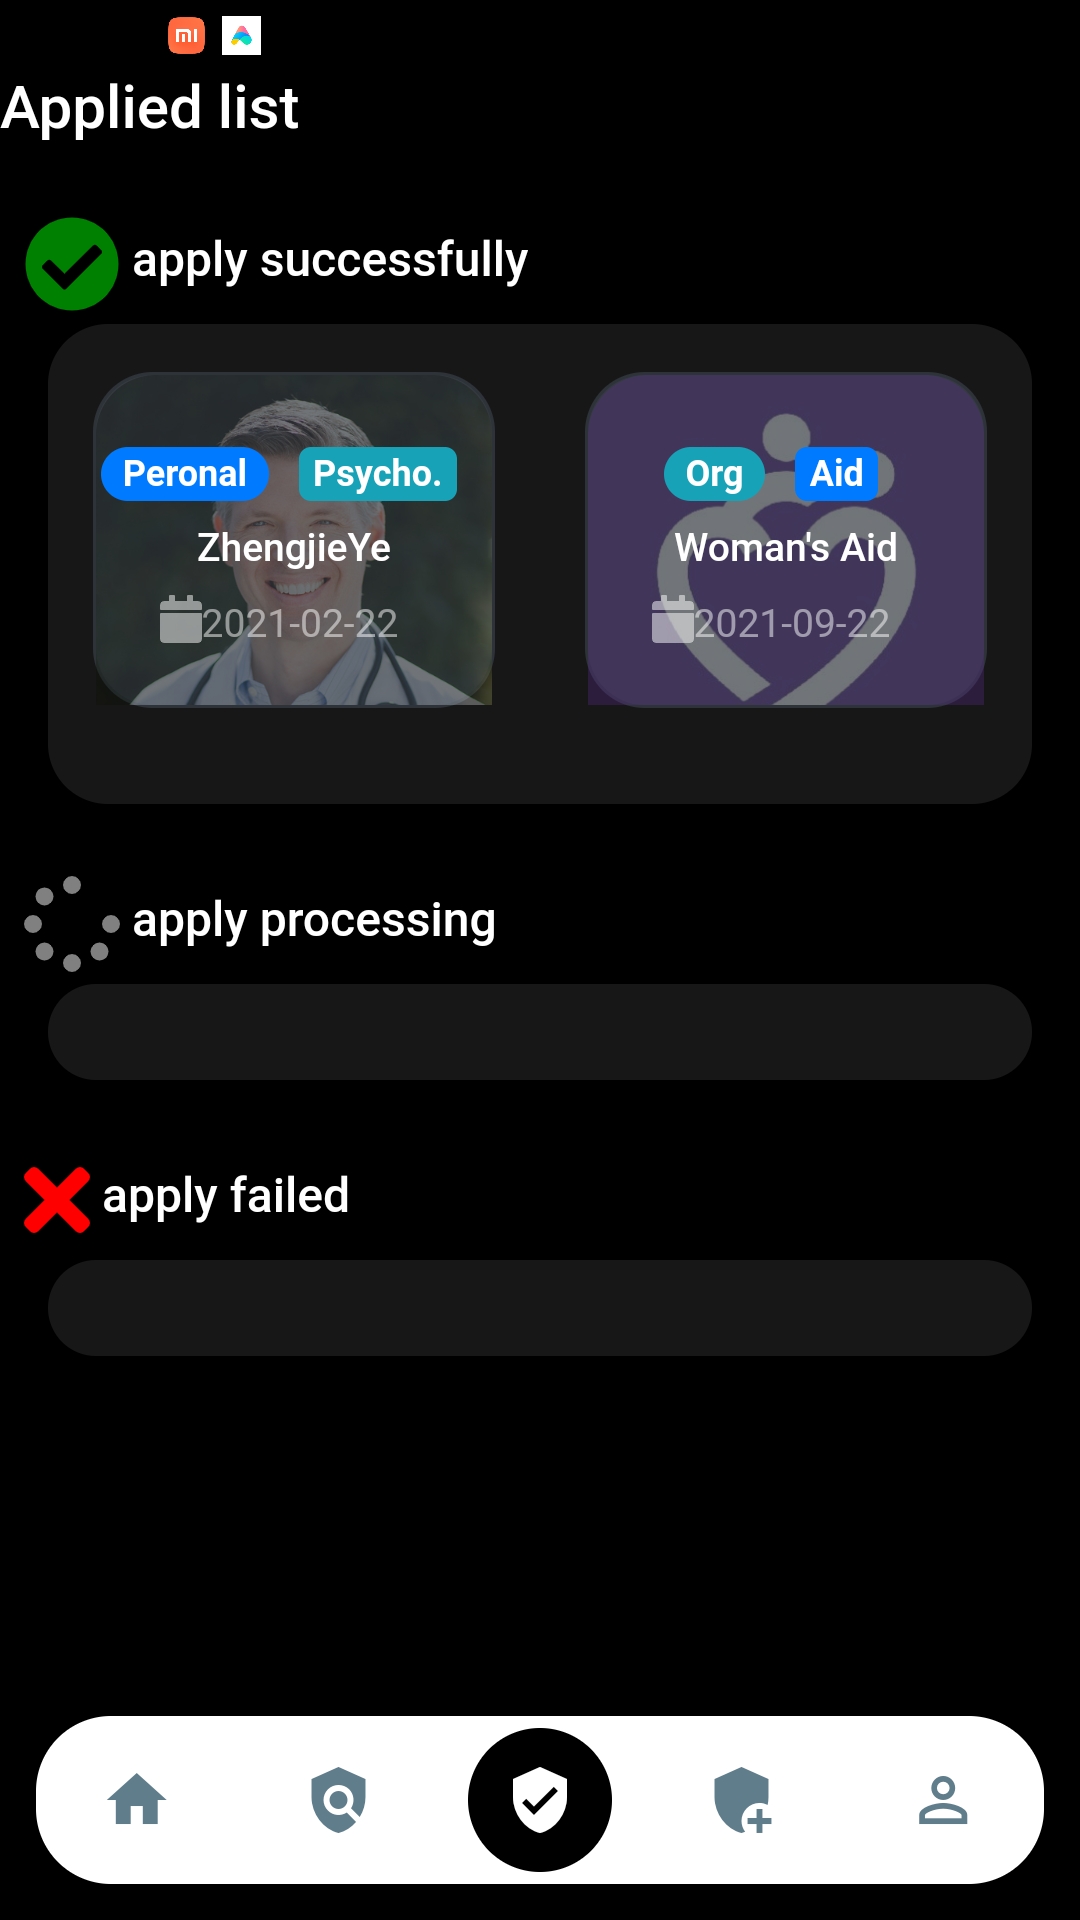 Applied list
apply successfully
Peronal Psycho.
ZhengjieYe
2021-02-22
Org Aid
Woman's Aid
2021-09-22
apply processing
apply failed